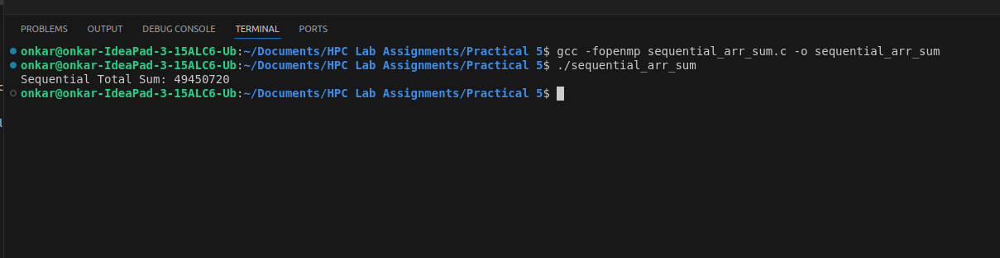 PROBLEMS OUTPUT DEBUG CONSOLE TERMINAL PORTS
onkar@onkar-IdeaPad-3-15ALC6-Ub:~/Documents/HPC Lab Assignments/Practical 5$ gcc -fopenmp sequential_arr_sum.c -o sequential_arr_sum
onkar@onkar-IdeaPad-3-15ALC6-Ub:~/Documents/HPC Lab Assignments/Practical 5$ ./sequential_arr_sum
Sequential Total Sum: 49450720
onkar@onkar-IdeaPad-3-15ALC6-Ub:~/Documents/HPC Lab Assignments/Practical 5$